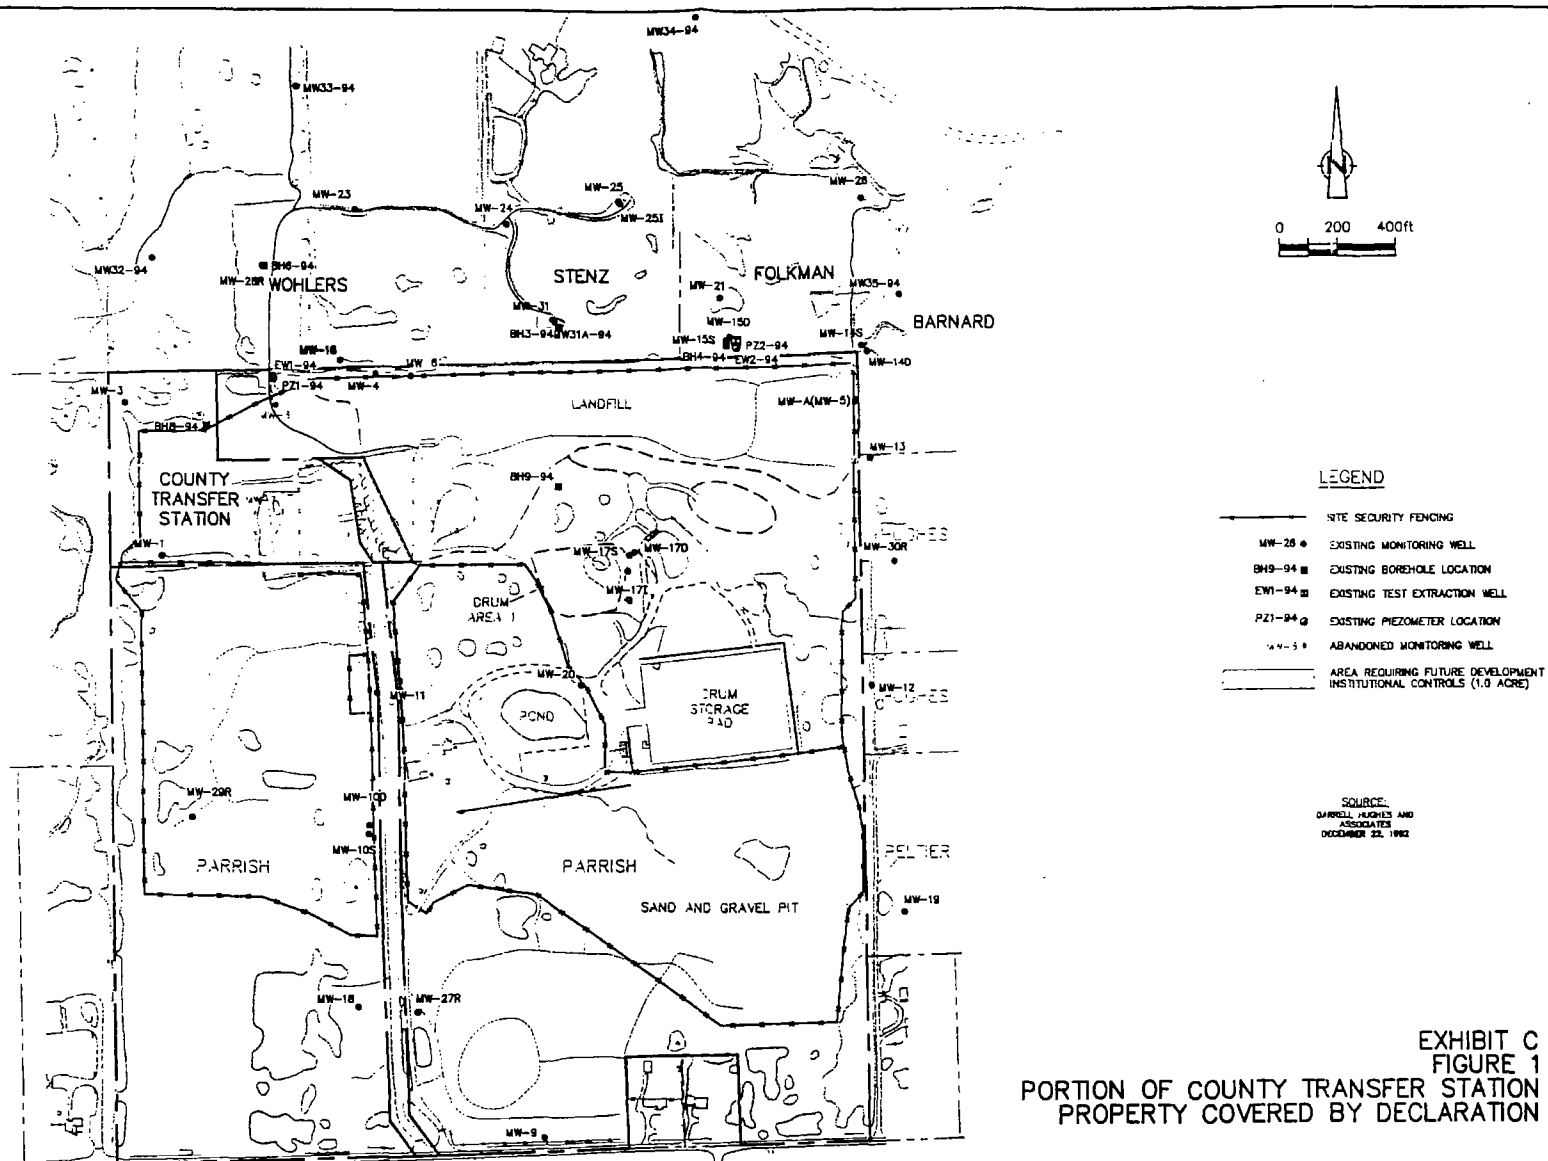 MW34-94
MW33-94
MW-23
MW-24
MW-25
MW-25I
MW-26
MW32-94
BH6-94
MW-28R
WOHLERS
STENZ
FOLKMAN
MW-21
MW35-94
BARNARD
MW-31
BH3-94
MW31A-94
MW-15D
MW-15S
PZ2-94
BH4-94
EW2-94
MW-14S
MW-14D
MW-16
EW1-94
PZ1-94
MW-4
MW-6
MW-3
BH8-94
LANDFILL
MW-A(MW-5)
MW-13
COUNTY
TRANSFER
STATION
BH9-94
MW-1
MW-17S
MW-17D
MW-30R
HUGHES
MW-17I
DRUM
AREA 1
MW-20
MW-11
POND
DRUM
STORAGE
PAD
MW-12
HUGHES
MW-29R
MW-10D
MW-10S
PARRISH
PARRISH
PELTIER
SAND AND GRAVEL PIT
MW-19
MW-18
MW-27R
MW-9
N
0 200 400ft
LEGEND
SITE SECURITY FENCING
MW-26 EXISTING MONITORING WELL
BH9-94 EXISTING BOREHOLE LOCATION
EW1-94 EXISTING TEST EXTRACTION WELL
PZ1-94 EXISTING PIEZOMETER LOCATION
ABANDONED MONITORING WELL
AREA REQUIRING FUTURE DEVELOPMENT
INSTITUTIONAL CONTROLS (1.0 ACRE)
SOURCE:
DARRELL HUGHES AND
ASSOCIATES
DECEMBER 22, 1992
EXHIBIT C
FIGURE 1
PORTION OF COUNTY TRANSFER STATION
PROPERTY COVERED BY DECLARATION